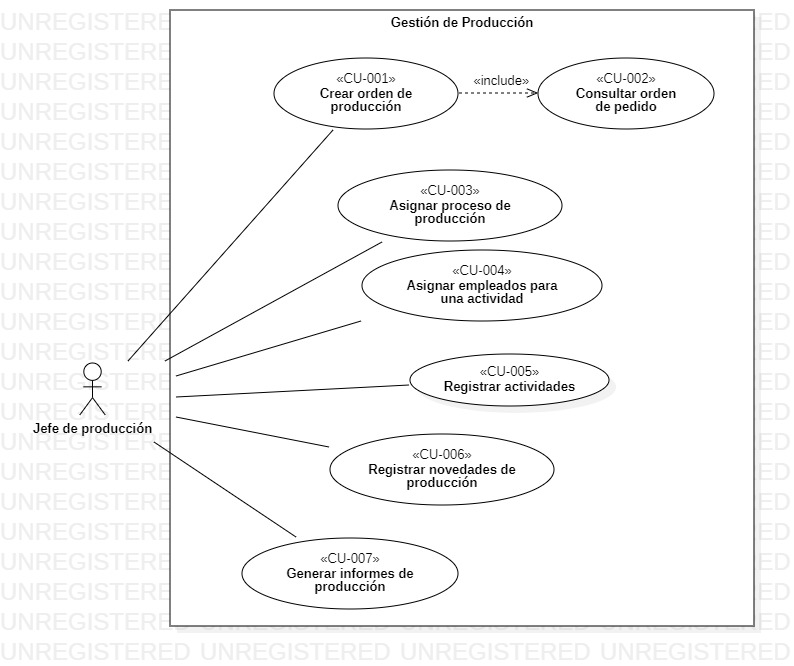 Gestión de Producción
«CU-001»
Crear orden de
producción
«include»
«CU-002»
Consultar orden
de pedido
«CU-003»
Asignar proceso de
producción
«CU-004»
Asignar empleados para
una actividad
«CU-005»
Registrar actividades
Jefe de producción
«CU-006»
Registrar novedades de
producción
«CU-007»
Generar informes de
producción
UNREGISTERED UNREGISTERED UNREGISTERED UNREGISTERED